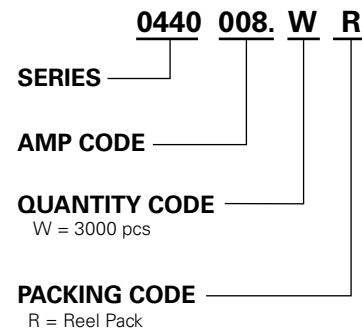 0440 008. W R
SERIES
AMP CODE
QUANTITY CODE
W = 3000 pcs
PACKING CODE
R = Reel Pack